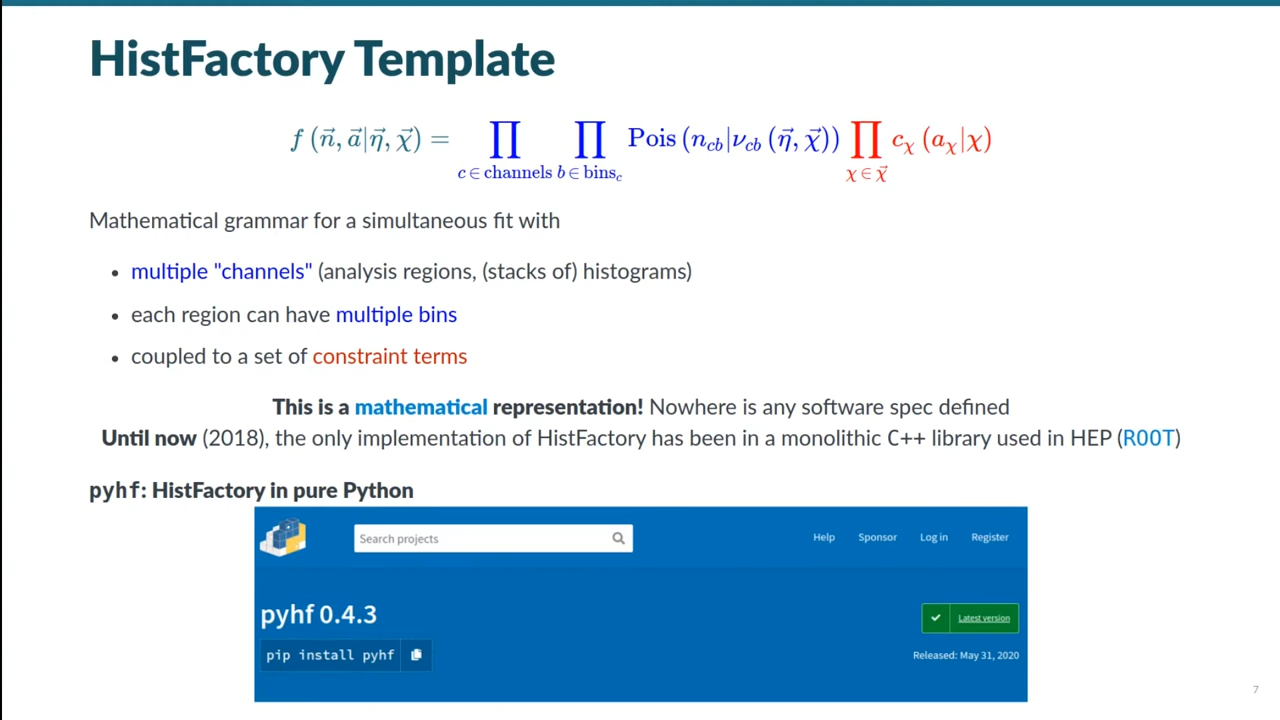 HistFactory Template
f (n⃗, a⃗|η⃗, χ⃗) = ∏ ∏ Pois (n_cb|ν_cb (η⃗, χ⃗)) ∏ c_χ (a_χ|χ)
c ∈ channels b ∈ bins_c χ ∈ χ⃗
Mathematical grammar for a simultaneous fit with
• multiple "channels" (analysis regions, (stacks of) histograms)
• each region can have multiple bins
• coupled to a set of constraint terms
This is a mathematical representation! Nowhere is any software spec defined
Until now (2018), the only implementation of HistFactory has been in a monolithic C++ library used in HEP (ROOT)
pyhf: HistFactory in pure Python
Search projects
Help Sponsor Log in Register
pyhf 0.4.3
Latest version
pip install pyhf
Released: May 31, 2020
7